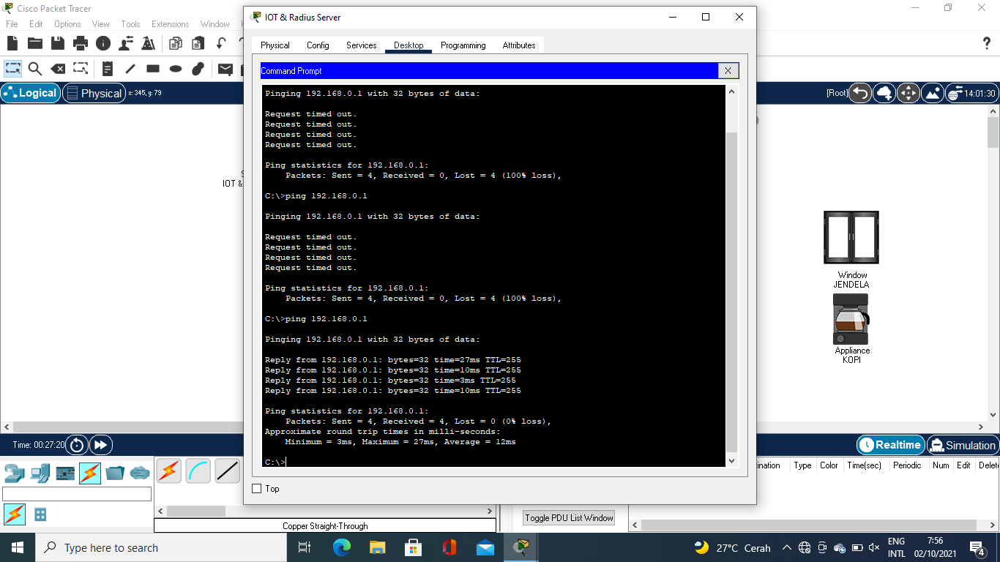 Cisco Packet Tracer
File Edit Options View Tools Extensions Window
Logical Physical x: 345, y: 79
[Root] 14:01:30
IOT &
IOT & Radius Server
Physical Config Services Desktop Programming Attributes
Command Prompt X
Pinging 192.168.0.1 with 32 bytes of data:
Request timed out.
Request timed out.
Request timed out.
Request timed out.
Ping statistics for 192.168.0.1:
Packets: Sent = 4, Received = 0, Lost = 4 (100% loss),
C:\>ping 192.168.0.1
Pinging 192.168.0.1 with 32 bytes of data:
Request timed out.
Request timed out.
Request timed out.
Request timed out.
Ping statistics for 192.168.0.1:
Packets: Sent = 4, Received = 0, Lost = 4 (100% loss),
C:\>ping 192.168.0.1
Pinging 192.168.0.1 with 32 bytes of data:
Reply from 192.168.0.1: bytes=32 time=27ms TTL=255
Reply from 192.168.0.1: bytes=32 time=10ms TTL=255
Reply from 192.168.0.1: bytes=32 time=3ms TTL=255
Reply from 192.168.0.1: bytes=32 time=10ms TTL=255
Ping statistics for 192.168.0.1:
Packets: Sent = 4, Received = 4, Lost = 0 (0% loss),
Approximate round trip times in milli-seconds:
Minimum = 3ms, Maximum = 27ms, Average = 12ms
C:\>
Top
Window
JENDELA
Appliance
KOPI
Time: 00:27:20
Realtime Simulation
Type Color Time(sec) Periodic Num Edit
Toggle PDU List Window
Copper Straight-Through
Type here to search
27°C Cerah
ENG
INTL
7:56
02/10/2021
4